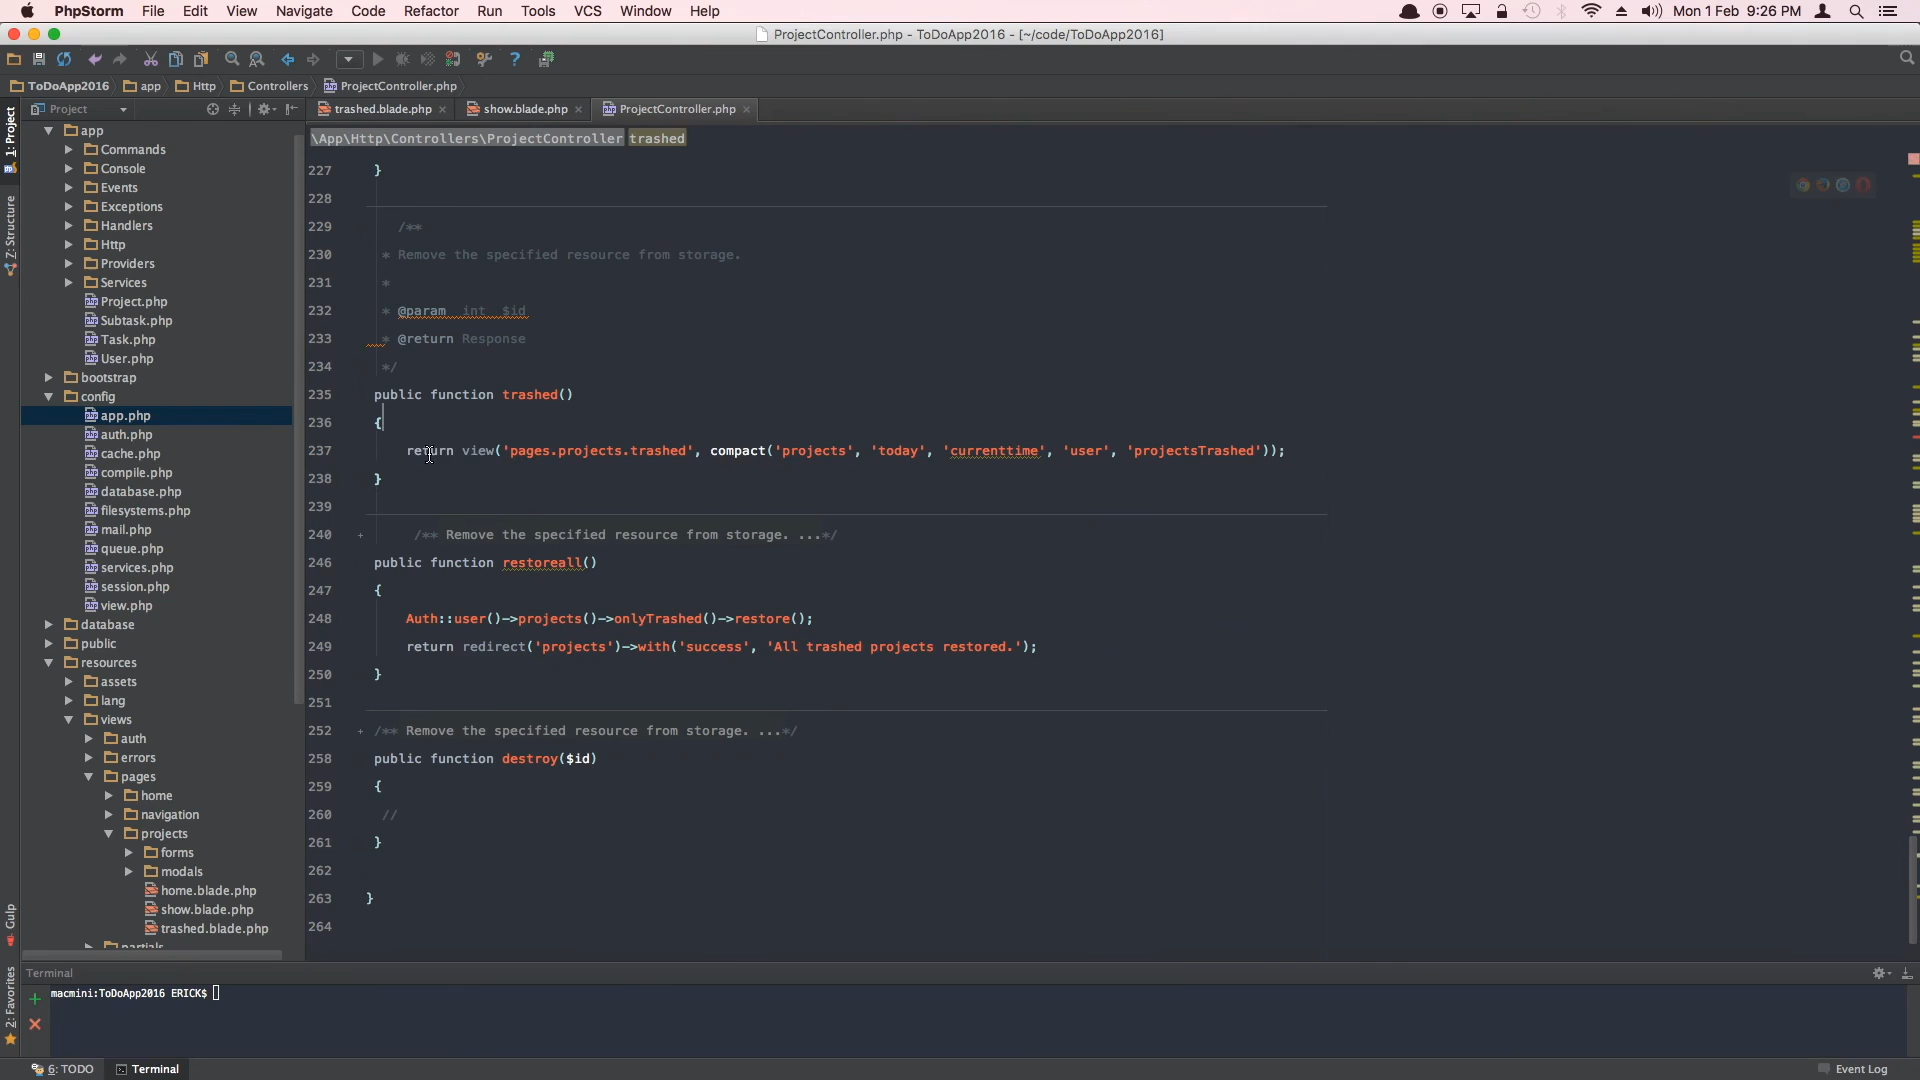 PhpStorm File Edit View Navigate Code Refactor Run Tools VCS Window Help Mon 1 Feb 9:26 PM
ProjectController.php - ToDoApp2016 - [~/code/ToDoApp2016]
ToDoApp2016 app Http Controllers ProjectController.php
Project trashed.blade.php show.blade.php ProjectController.php
\App\Http\Controllers\ProjectController trashed
1: Project
Z: Structure
Gulp
2: Favorites
app
Commands
Console
Events
Exceptions
Handlers
Http
Providers
Services
Project.php
Subtask.php
Task.php
User.php
bootstrap
config
app.php
auth.php
cache.php
compile.php
database.php
filesystems.php
mail.php
queue.php
services.php
session.php
view.php
database
public
resources
assets
lang
views
auth
errors
pages
home
navigation
projects
forms
modals
home.blade.php
show.blade.php
trashed.blade.php
partials
227 }
228
229 /**
230 * Remove the specified resource from storage.
231 *
232 * @param  int  $id
233 * @return Response
234 */
235 public function trashed()
236 {
237 return view('pages.projects.trashed', compact('projects', 'today', 'currenttime', 'user', 'projectsTrashed'));
238 }
239
240 /** Remove the specified resource from storage. ...*/
246 public function restoreall()
247 {
248 Auth::user()->projects()->onlyTrashed()->restore();
249 return redirect('projects')->with('success', 'All trashed projects restored.');
250 }
251
252 /** Remove the specified resource from storage. ...*/
258 public function destroy($id)
259 {
260 //
261 }
262
263 }
264
Terminal
macmini:ToDoApp2016 ERICK$
6: TODO Terminal Event Log